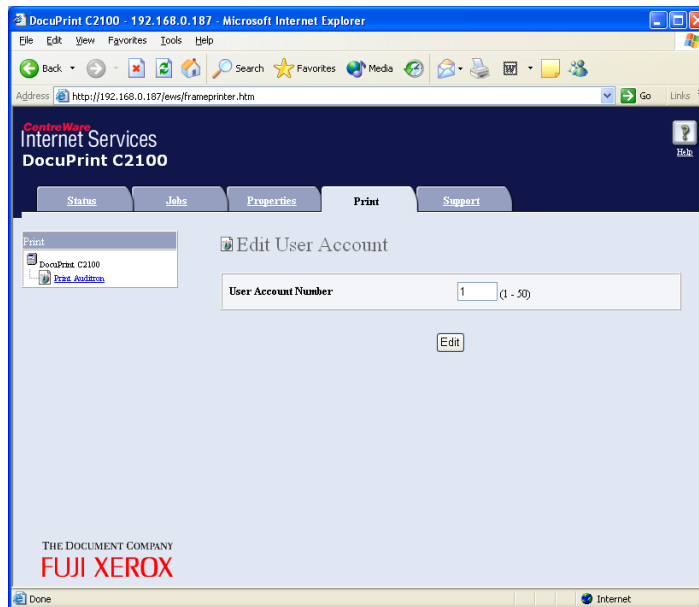 DocuPrint C2100 - 192.168.0.187 - Microsoft Internet Explorer
File Edit View Favorites Tools Help
Back Search Favorites Media
Address http://192.168.0.187/ews/frameprinter.htm Go Links
CentreWare
Internet Services
DocuPrint C2100
Help
Status Jobs Properties Print Support
Print
DocuPrint C2100
Print Auditron
Edit User Account
User Account Number 1 (1 - 50)
Edit
THE DOCUMENT COMPANY
FUJI XEROX
Done Internet